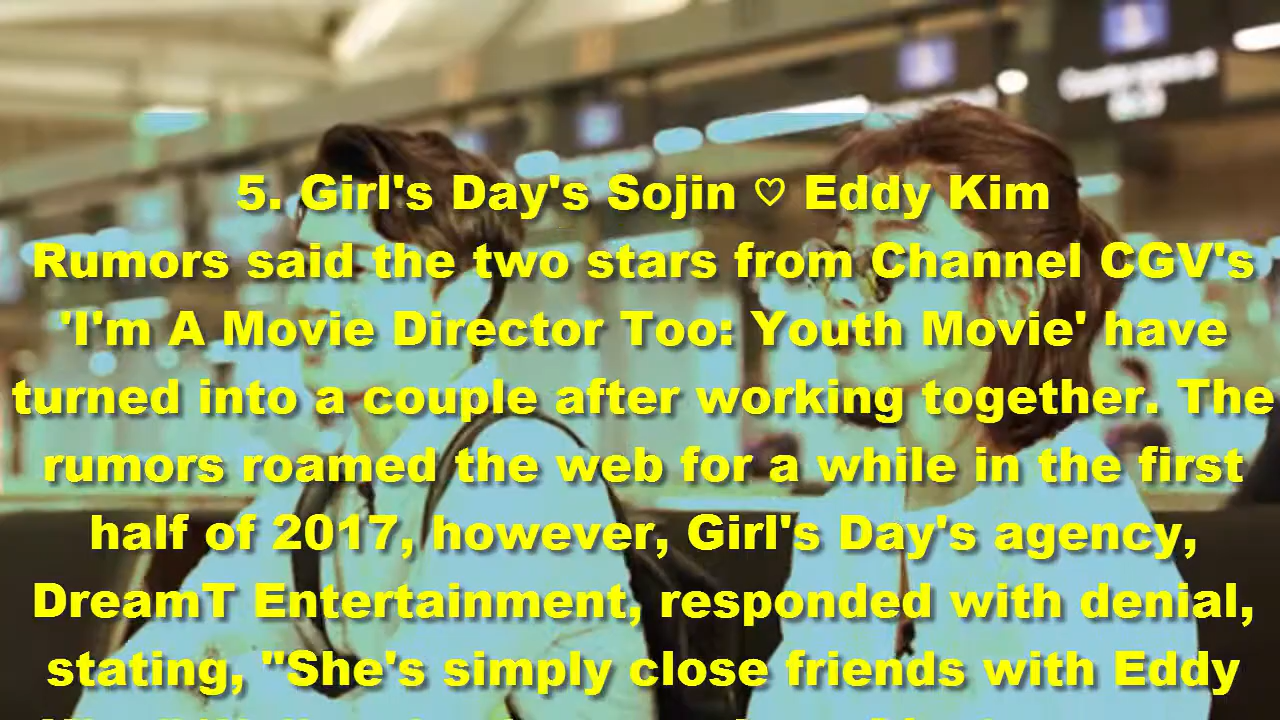 5. Girl's Day's Sojin ♡ Eddy Kim
Rumors said the two stars from Channel CGV's
'I'm A Movie Director Too: Youth Movie' have
turned into a couple after working together. The
rumors roamed the web for a while in the first
half of 2017, however, Girl's Day's agency,
DreamT Entertainment, responded with denial,
stating, "She's simply close friends with Eddy